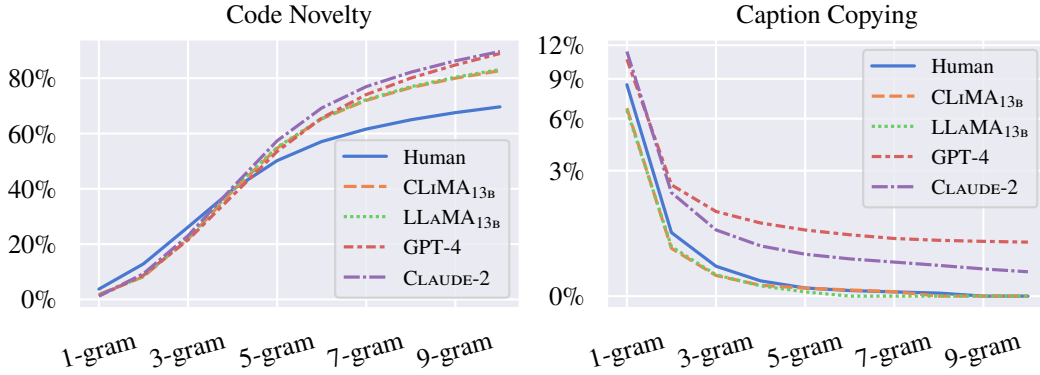 Code Novelty
80%
60%
40%
20%
0%
1-gram
3-gram
5-gram
7-gram
9-gram
Human
CLiMA13B
LLaMA13B
GPT-4
Claude-2
Caption Copying
12%
9%
6%
3%
0%
1-gram
3-gram
5-gram
7-gram
9-gram
Human
CLiMA13B
LLaMA13B
GPT-4
Claude-2